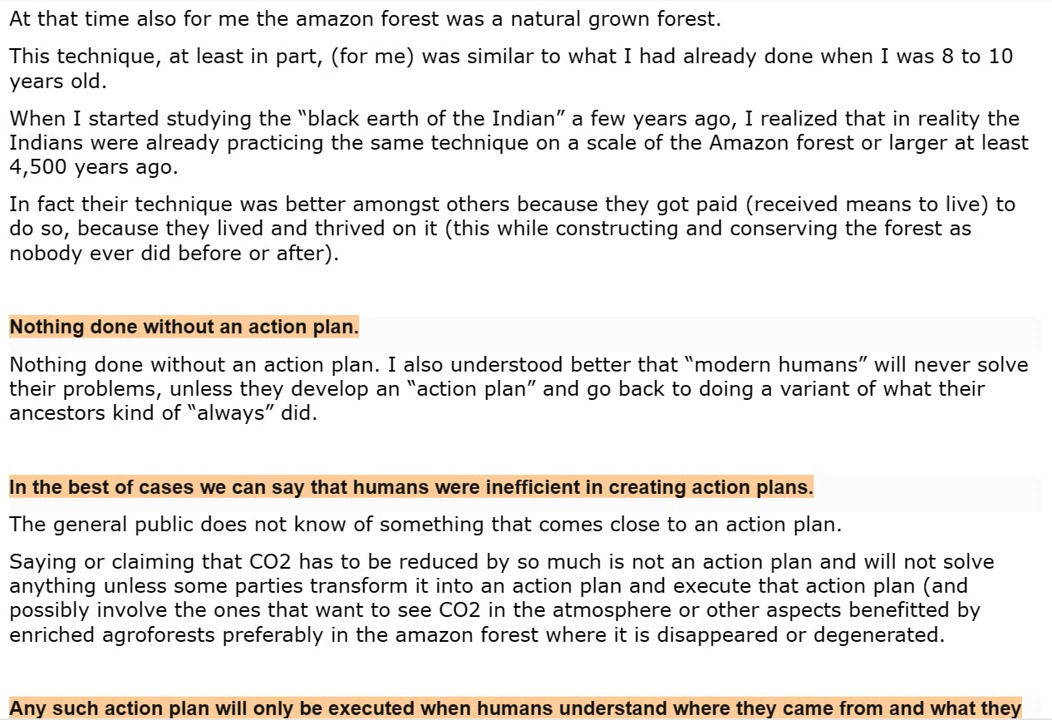 At that time also for me the amazon forest was a natural grown forest.
This technique, at least in part, (for me) was similar to what I had already done when I was 8 to 10
years old.
When I started studying the “black earth of the Indian” a few years ago, I realized that in reality the
Indians were already practicing the same technique on a scale of the Amazon forest or larger at least
4,500 years ago.
In fact their technique was better amongst others because they got paid (received means to live) to
do so, because they lived and thrived on it (this while constructing and conserving the forest as
nobody ever did before or after).
Nothing done without an action plan.
Nothing done without an action plan. I also understood better that “modern humans” will never solve
their problems, unless they develop an “action plan” and go back to doing a variant of what their
ancestors kind of “always” did.
In the best of cases we can say that humans were inefficient in creating action plans.
The general public does not know of something that comes close to an action plan.
Saying or claiming that CO2 has to be reduced by so much is not an action plan and will not solve
anything unless some parties transform it into an action plan and execute that action plan (and
possibly involve the ones that want to see CO2 in the atmosphere or other aspects benefitted by
enriched agroforests preferably in the amazon forest where it is disappeared or degenerated.
Any such action plan will only be executed when humans understand where they came from and what they